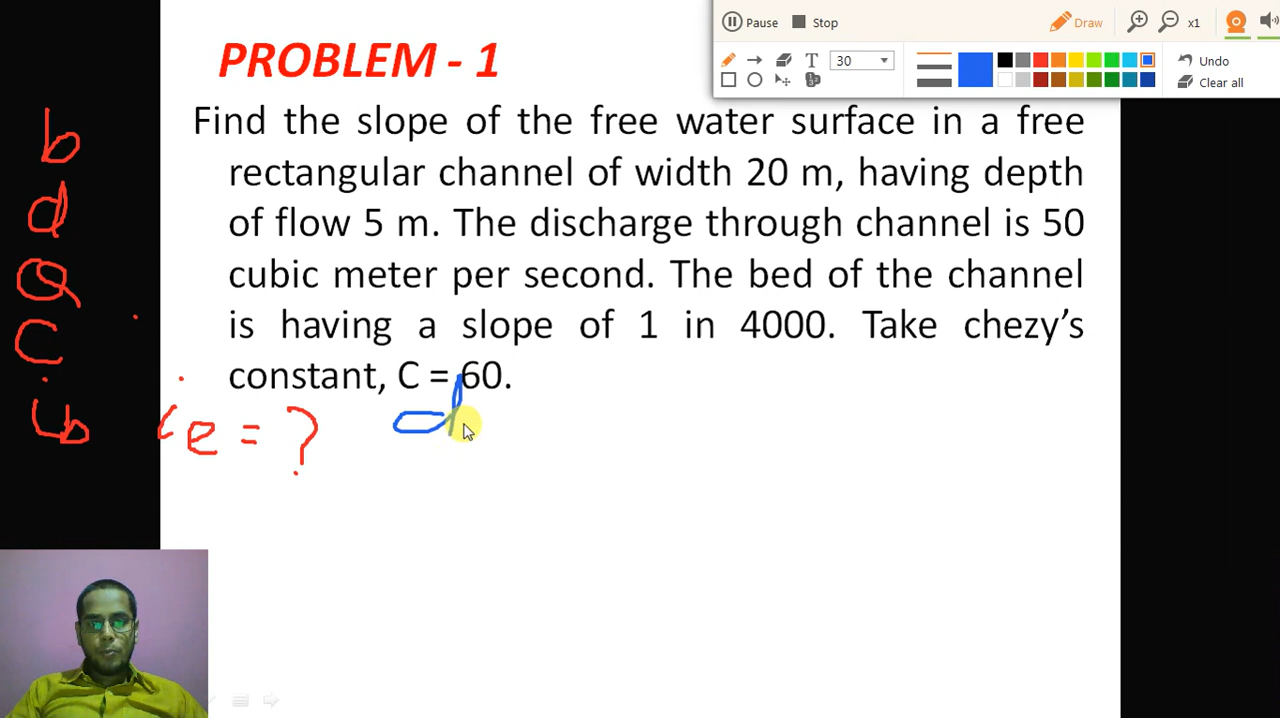 Pause
Stop
Draw
x1
30
Undo
Clear all
PROBLEM - 1
Find the slope of the free water surface in a free
rectangular channel of width 20 m, having depth
of flow 5 m. The discharge through channel is 50
cubic meter per second. The bed of the channel
is having a slope of 1 in 4000. Take chezy’s
constant, C = 60.
b
d
Q
C
ib
ie = ?
d